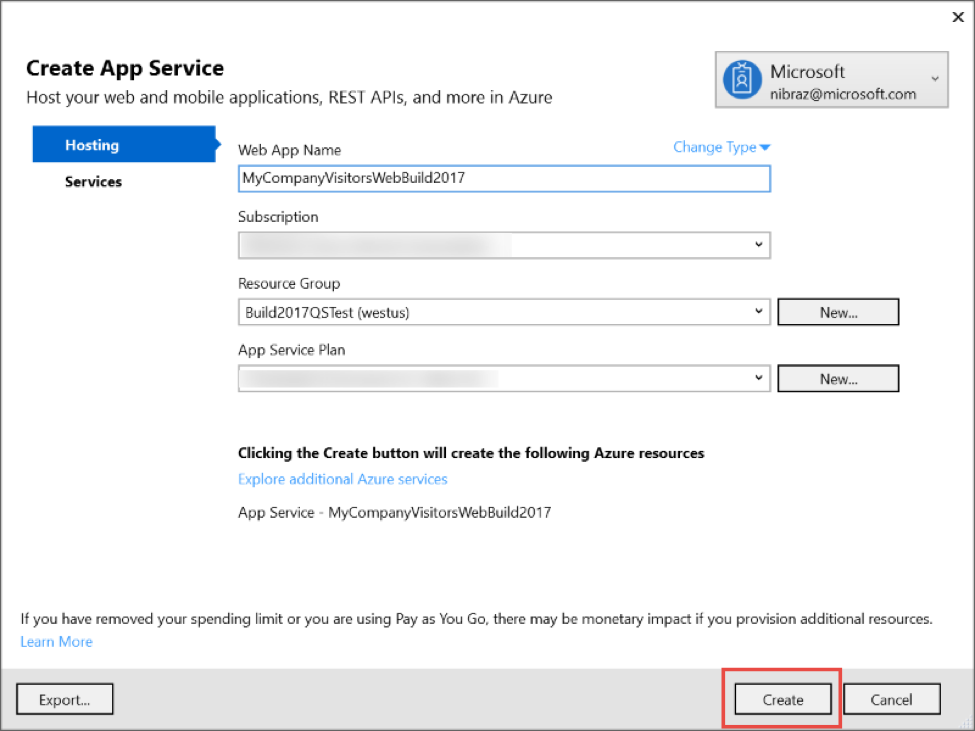 Create App Service
Host your web and mobile applications, REST APIs, and more in Azure
Microsoft
nibraz@microsoft.com
Hosting
Services
Web App Name
Change Type
MyCompanyVisitorsWebBuild2017
Subscription
Resource Group
Build2017QSTest (westus)
New...
App Service Plan
New...
Clicking the Create button will create the following Azure resources
Explore additional Azure services
App Service - MyCompanyVisitorsWebBuild2017
If you have removed your spending limit or you are using Pay as You Go, there may be monetary impact if you provision additional resources.
Learn More
Export...
Create
Cancel